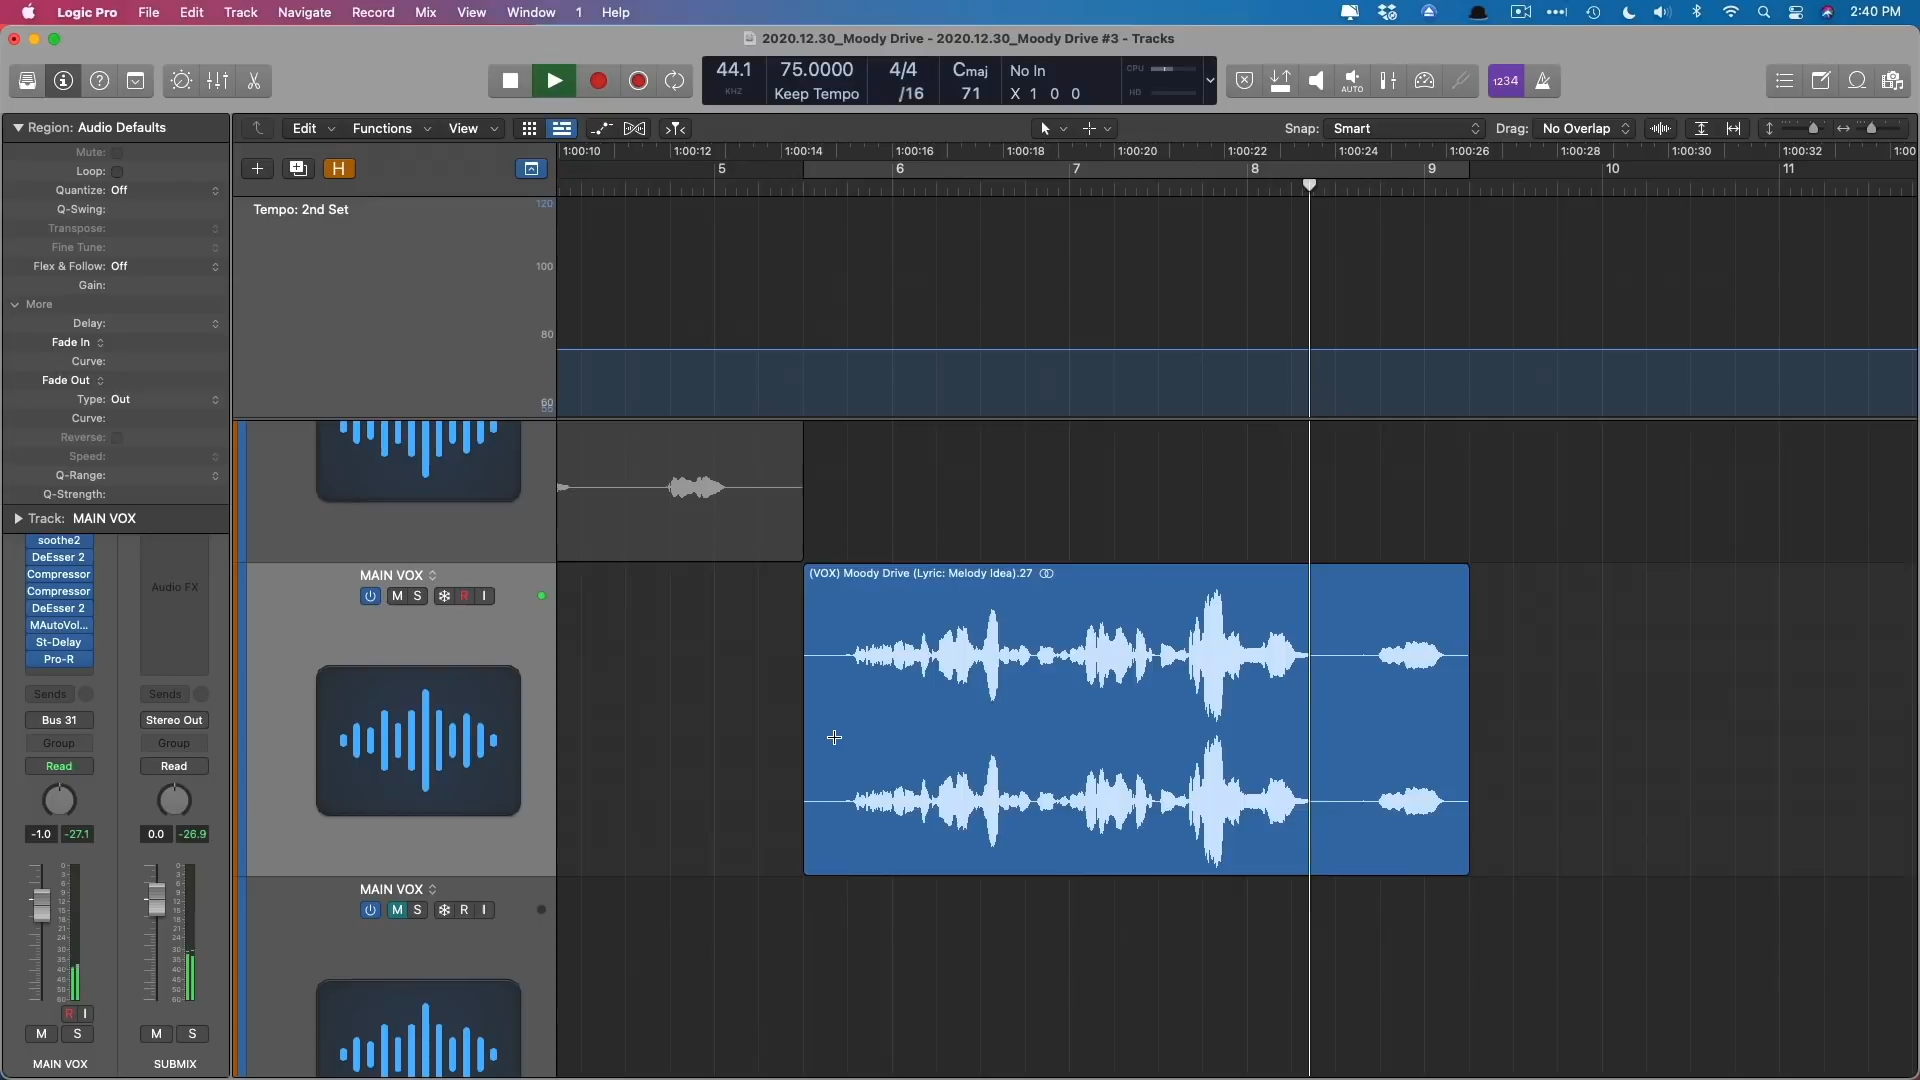 Logic Pro File Edit Track Navigate Record Mix View Window 1 Help 2:40 PM
2020.12.30_Moody Drive - 2020.12.30_Moody Drive #3 - Tracks
44.1 75.0000 4/4 Cmaj No In CPU
KHZ Keep Tempo /16 71 X 1 0 0 HD
AUTO
1234
Region: Audio Defaults
Edit Functions View Snap: Smart Drag: No Overlap
Mute:
Loop:
Quantize: Off
Q-Swing:
Transpose:
Fine Tune:
Flex & Follow: Off
Gain:
More
Delay:
Fade In
Curve:
Fade Out
Type: Out
Curve:
Reverse:
Speed:
Q-Range:
Q-Strength:
Track: MAIN VOX
H
1:00:10 1:00:12 1:00:14 1:00:16 1:00:18 1:00:20 1:00:22 1:00:24 1:00:26 1:00:28 1:00:30 1:00:32 1:00
5 6 7 8 9 10 11
Tempo: 2nd Set
120
100
80
60
MAIN VOX
M S R I
(VOX) Moody Drive (Lyric: Melody Idea).27
MAIN VOX
M S R I
soothe2
DeEsser 2
Compressor
Compressor
DeEsser 2
MAutoVol...
St-Delay
Pro-R
Audio FX
Sends Sends
Bus 31 Stereo Out
Group Group
Read Read
-1.0 -27.1 0.0 -26.9
R I
M S M S
MAIN VOX SUBMIX